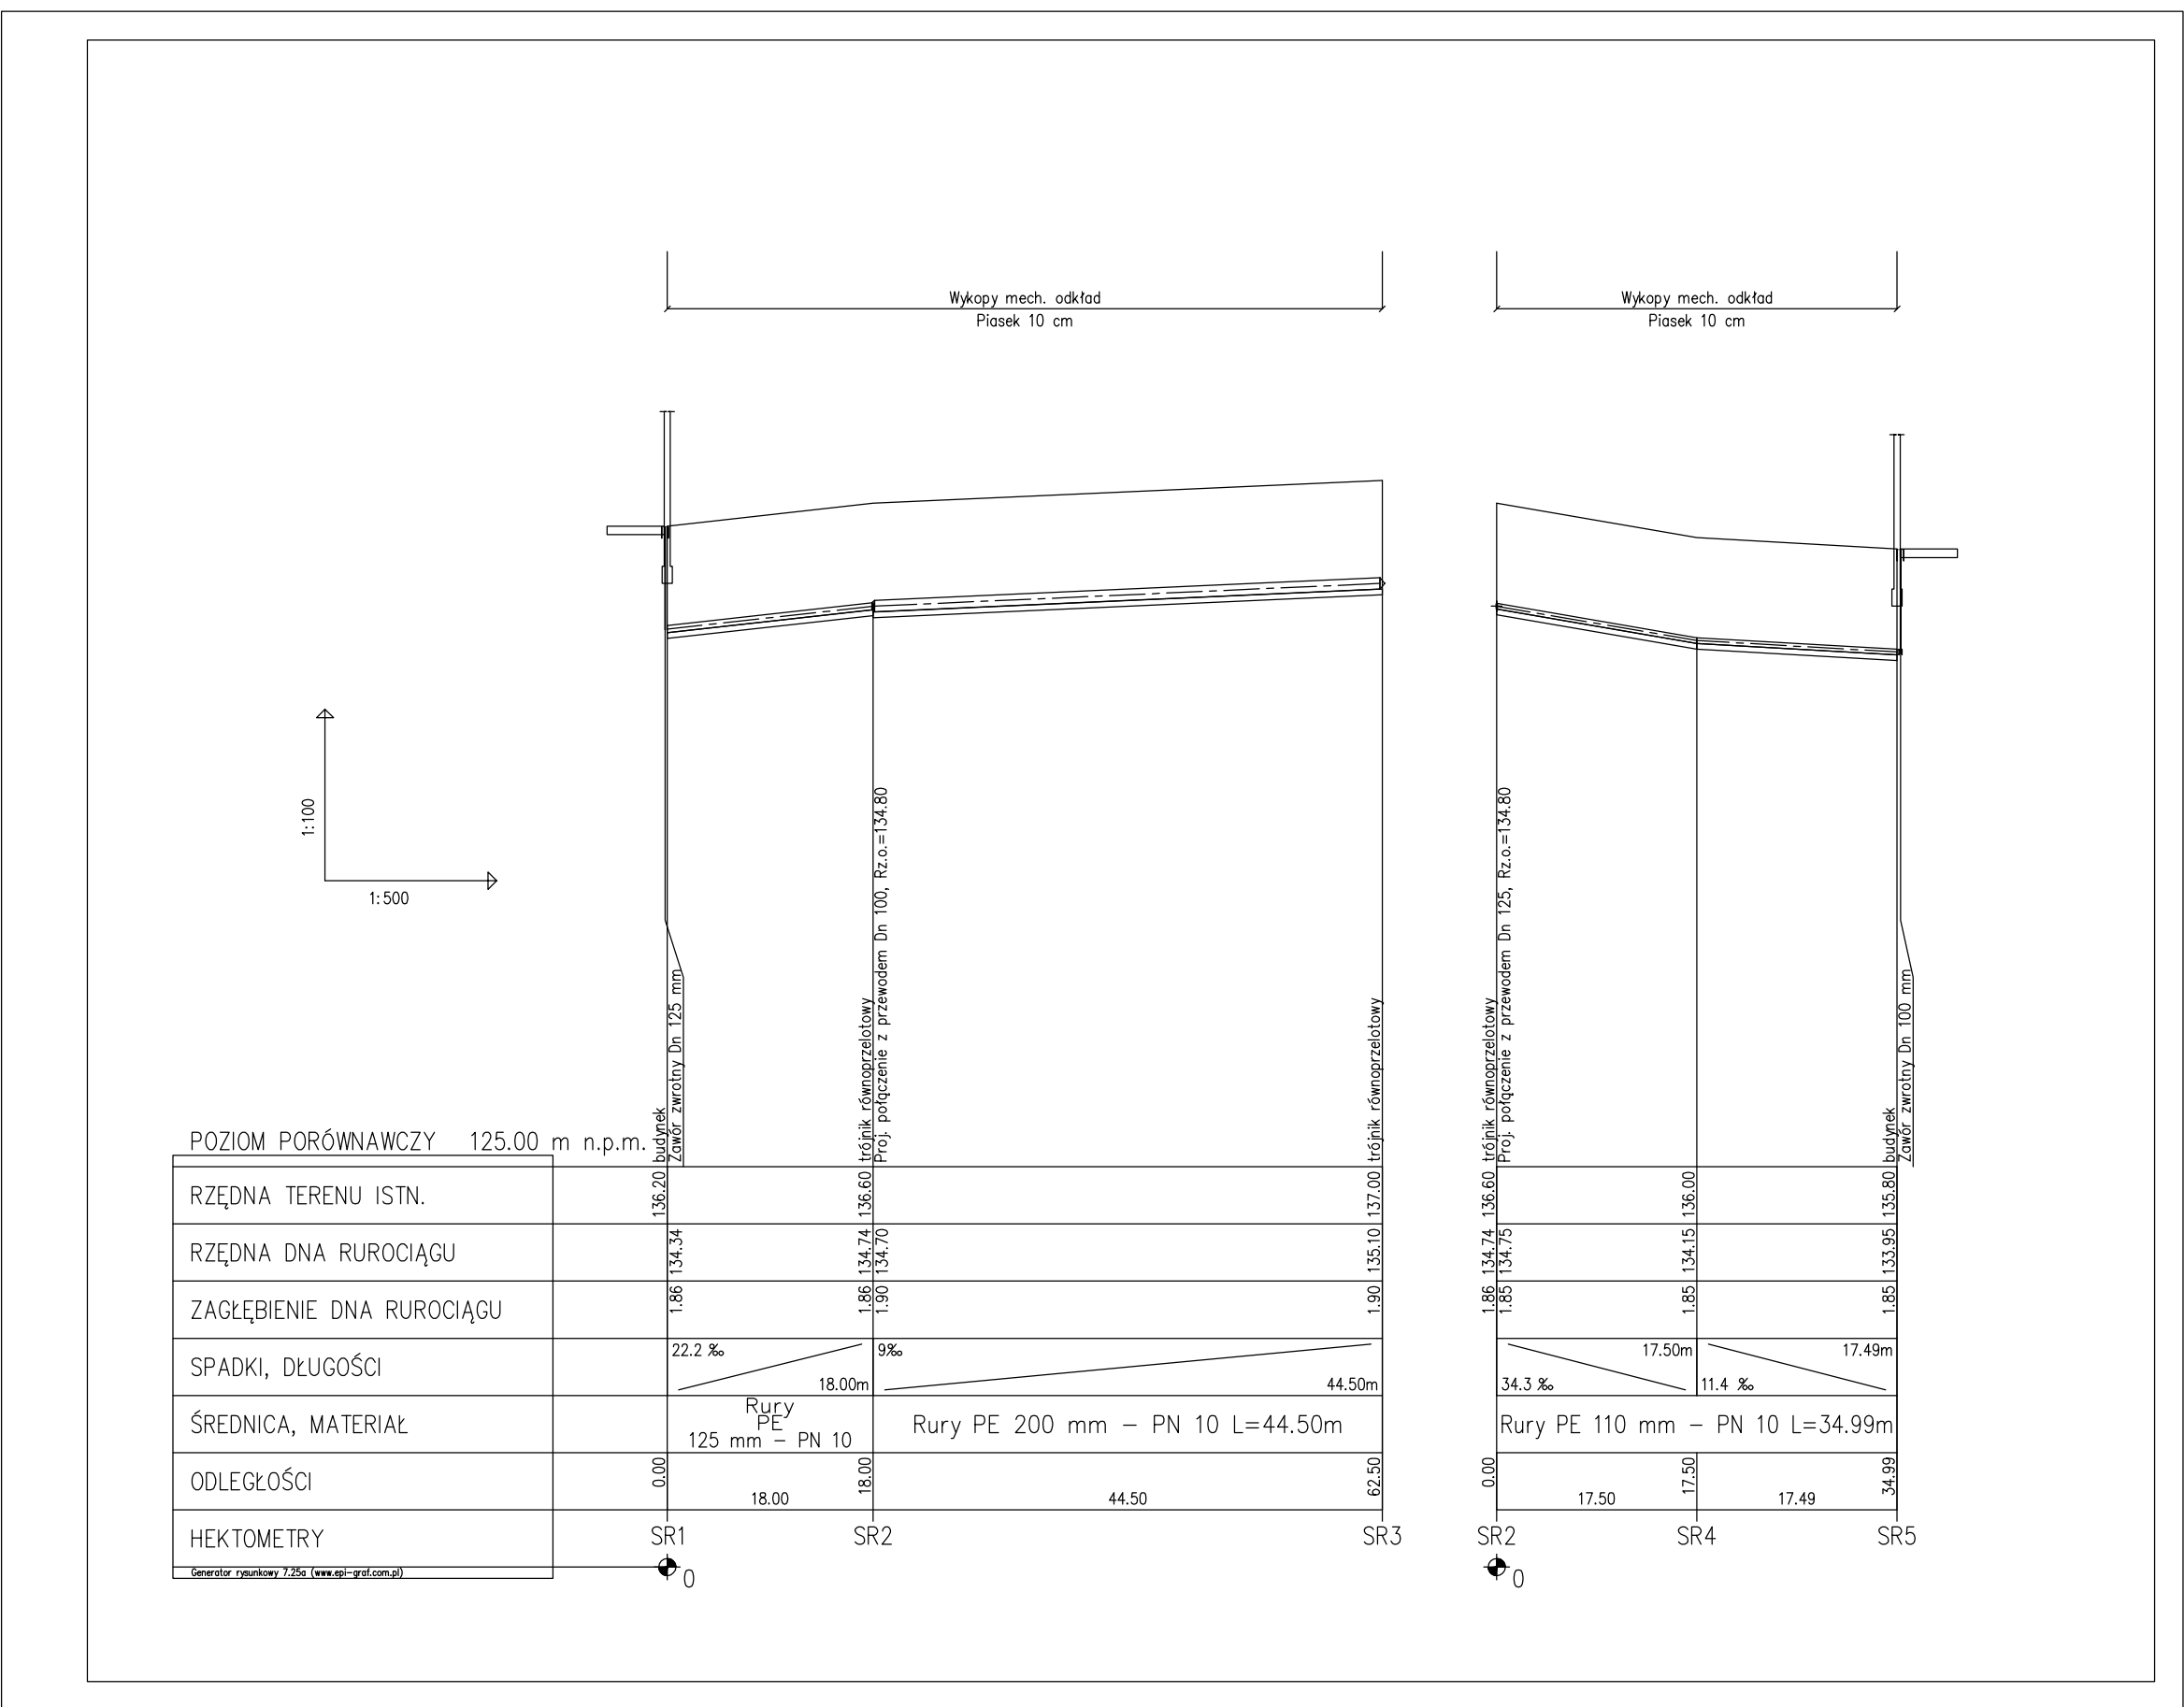 Wykopy mech. odkład
Piasek 10 cm
Wykopy mech. odkład
Piasek 10 cm
1:100
1:500
budynek
Zawór zwrotny Dn 125 mm
trójnik równoprzelotowy
Proj. połączenie z przewodem Dn 100, Rz.o.=134.80
trójnik równoprzelotowy
trójnik równoprzelotowy
Proj. połączenie z przewodem Dn 125, Rz.o.=134.80
budynek
Zawór zwrotny Dn 100 mm
POZIOM PORÓWNAWCZY 125.00 m n.p.m.
RZĘDNA TERENU ISTN. 136.20 136.60 137.00 136.60 136.00 135.80
RZĘDNA DNA RUROCIĄGU 134.34 134.74 134.70 135.10 134.74 134.75 134.15 133.95
ZAGŁĘBIENIE DNA RUROCIĄGU 1.86 1.86 1.90 1.90 1.86 1.85 1.85 1.85
SPADKI, DŁUGOŚCI
22.2 ‰ 9‰ 17.50m 17.49m
18.00m 44.50m 34.3 ‰ 11.4 ‰
ŚREDNICA, MATERIAŁ
Rury
PE
125 mm – PN 10
Rury PE 200 mm – PN 10 L=44.50m
Rury PE 110 mm – PN 10 L=34.99m
ODLEGŁOŚCI 0.00 18.00 62.50 0.00 17.50 34.99
18.00 44.50 17.50 17.49
HEKTOMETRY SR1 SR2 SR3 SR2 SR4 SR5
0 0
Generator rysunkowy 7.25a (www.epi-graf.com.pl)